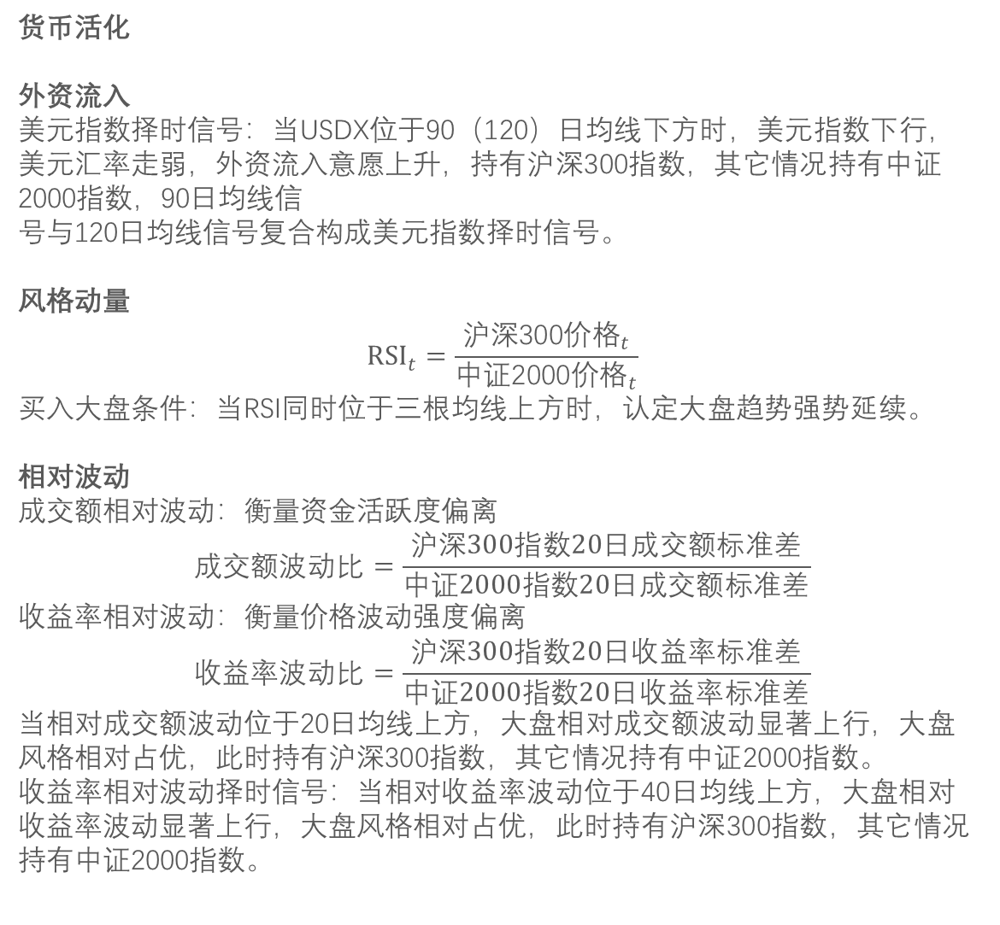 货币活化
外资流入
美元指数择时信号：当USDX位于90（120）日均线下方时，美元指数下行，
美元汇率走弱，外资流入意愿上升，持有沪深300指数，其它情况持有中证
2000指数，90日均线信
号与120日均线信号复合构成美元指数择时信号。
风格动量
RSI_t = 沪深300价格_t / 中证2000价格_t
买入大盘条件：当RSI同时位于三根均线上方时，认定大盘趋势强势延续。
相对波动
成交额相对波动：衡量资金活跃度偏离
成交额波动比 = 沪深300指数20日成交额标准差 / 中证2000指数20日成交额标准差
收益率相对波动：衡量价格波动强度偏离
收益率波动比 = 沪深300指数20日收益率标准差 / 中证2000指数20日收益率标准差
当相对成交额波动位于20日均线上方，大盘相对成交额波动显著上行，大盘
风格相对占优，此时持有沪深300指数，其它情况持有中证2000指数。
收益率相对波动择时信号：当相对收益率波动位于40日均线上方，大盘相对
收益率波动显著上行，大盘风格相对占优，此时持有沪深300指数，其它情况
持有中证2000指数。